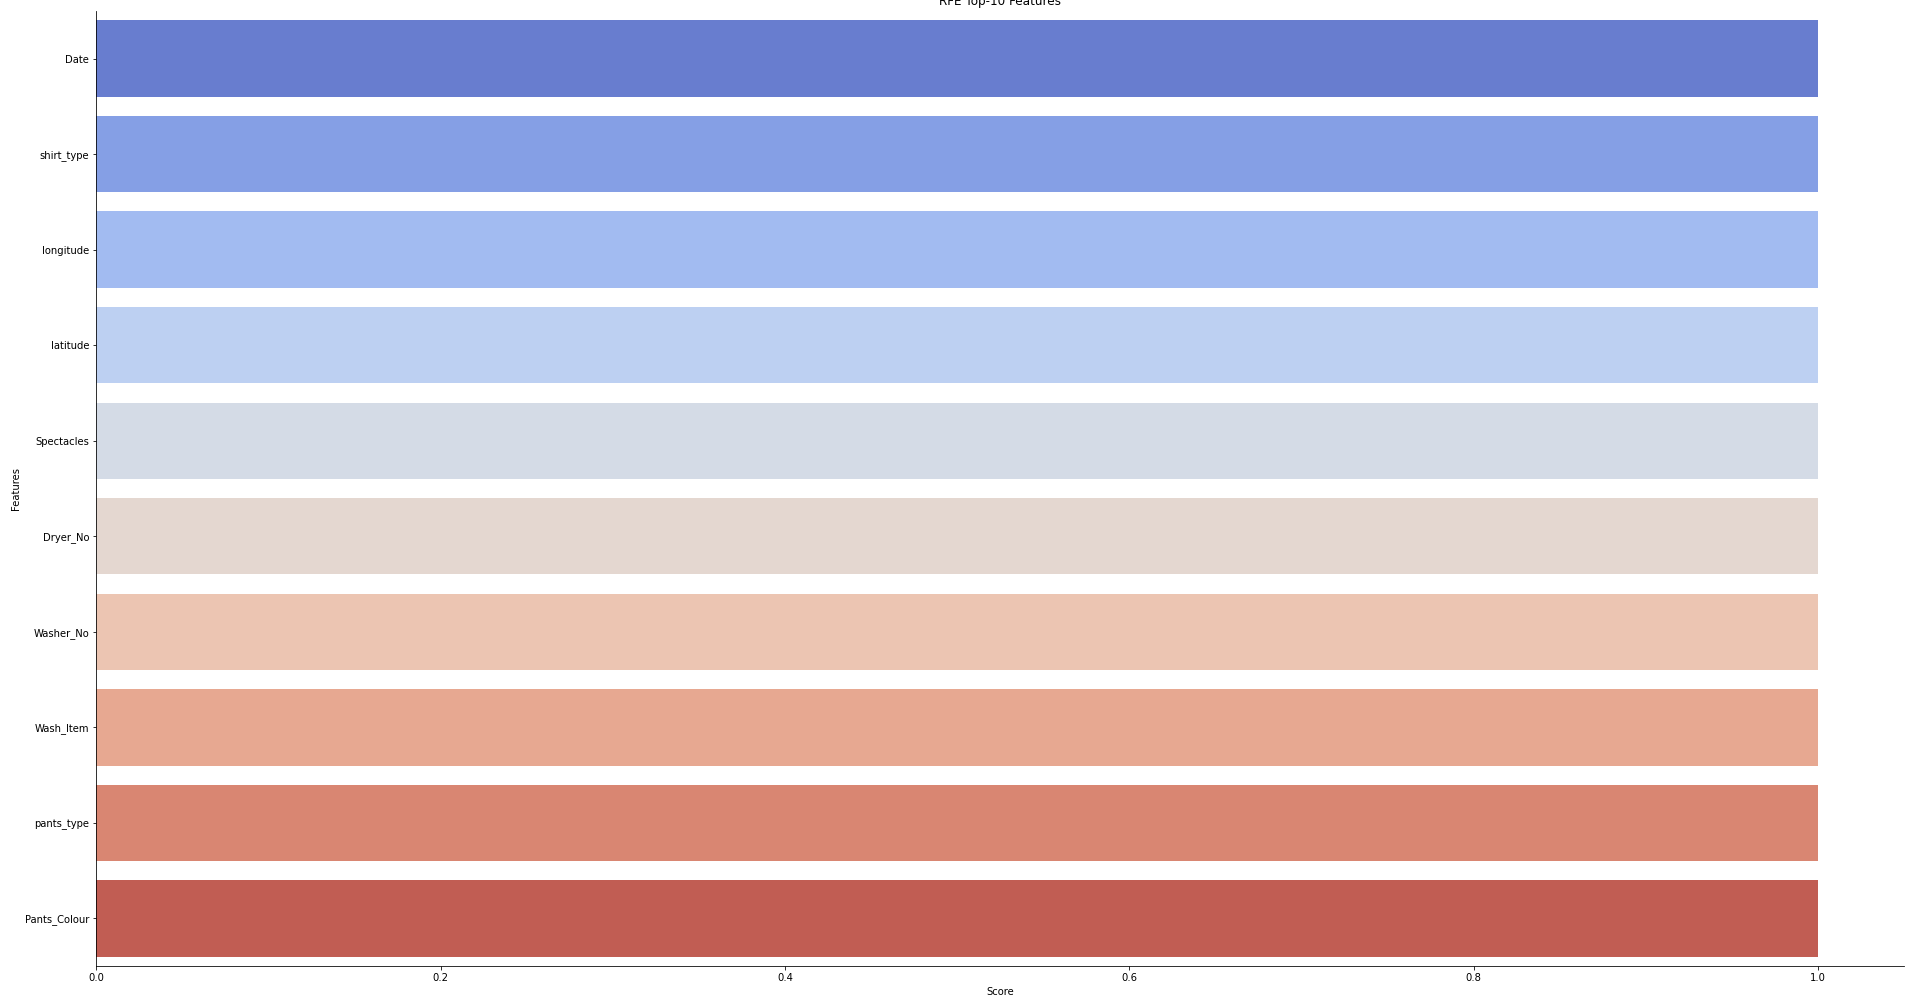 RFE Top-10 Features
Features
Date
shirt_type
longitude
latitude
Spectacles
Dryer_No
Washer_No
Wash_Item
pants_type
Pants_Colour
0.0 0.2 0.4 0.6 0.8 1.0
Score